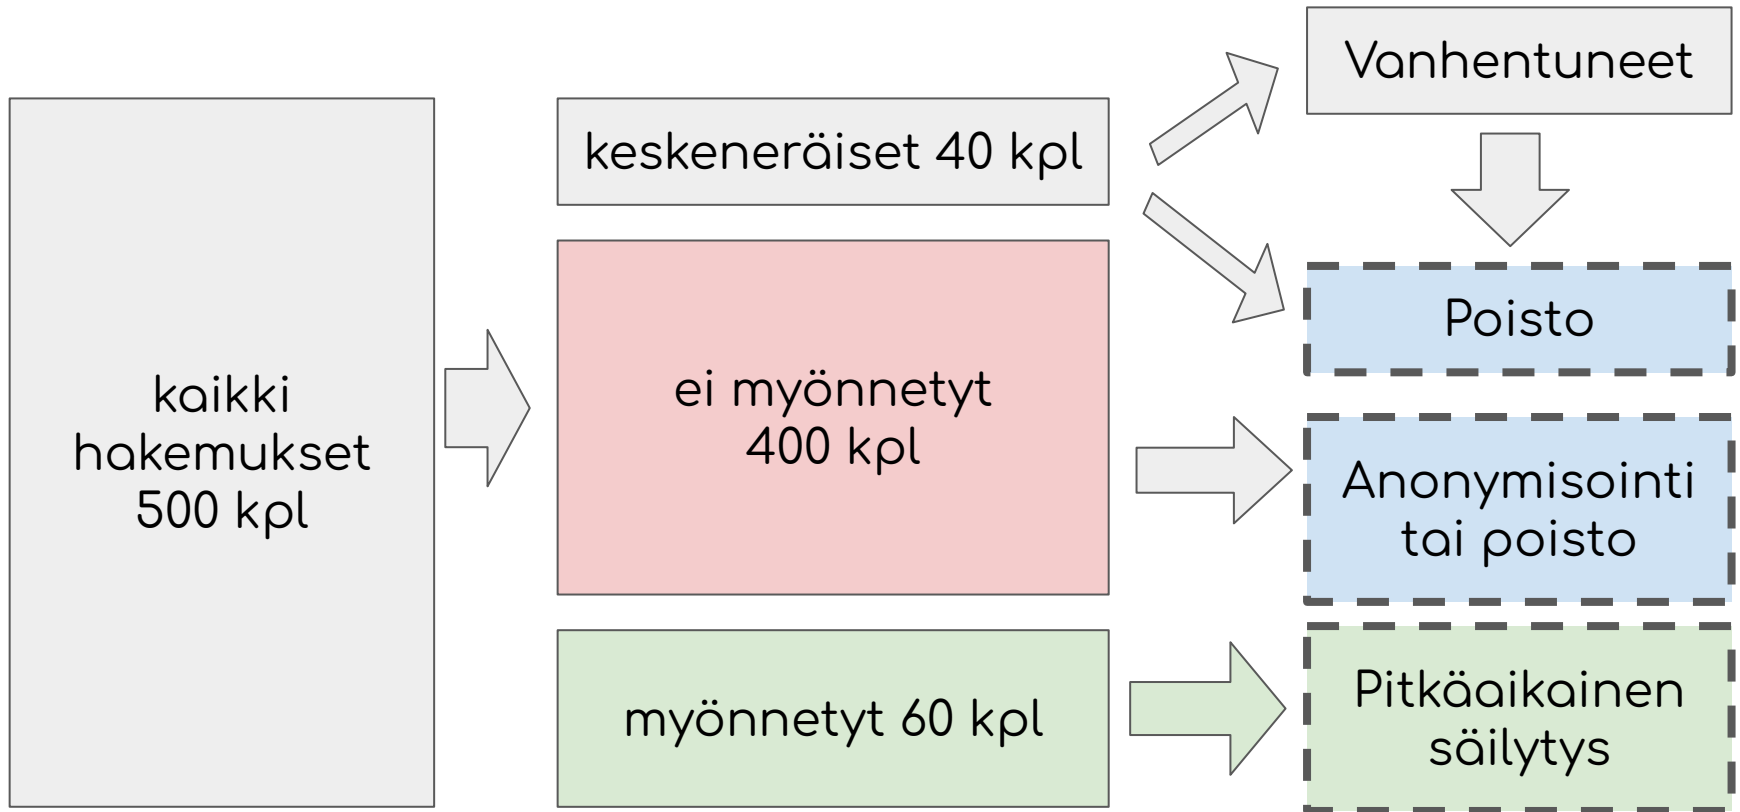 kaikki
hakemukset
500 kpl
keskeneräiset 40 kpl
ei myönnetyt
400 kpl
myönnetyt 60 kpl
Vanhentuneet
Poisto
Anonymisointi
tai poisto
Pitkäaikainen
säilytys